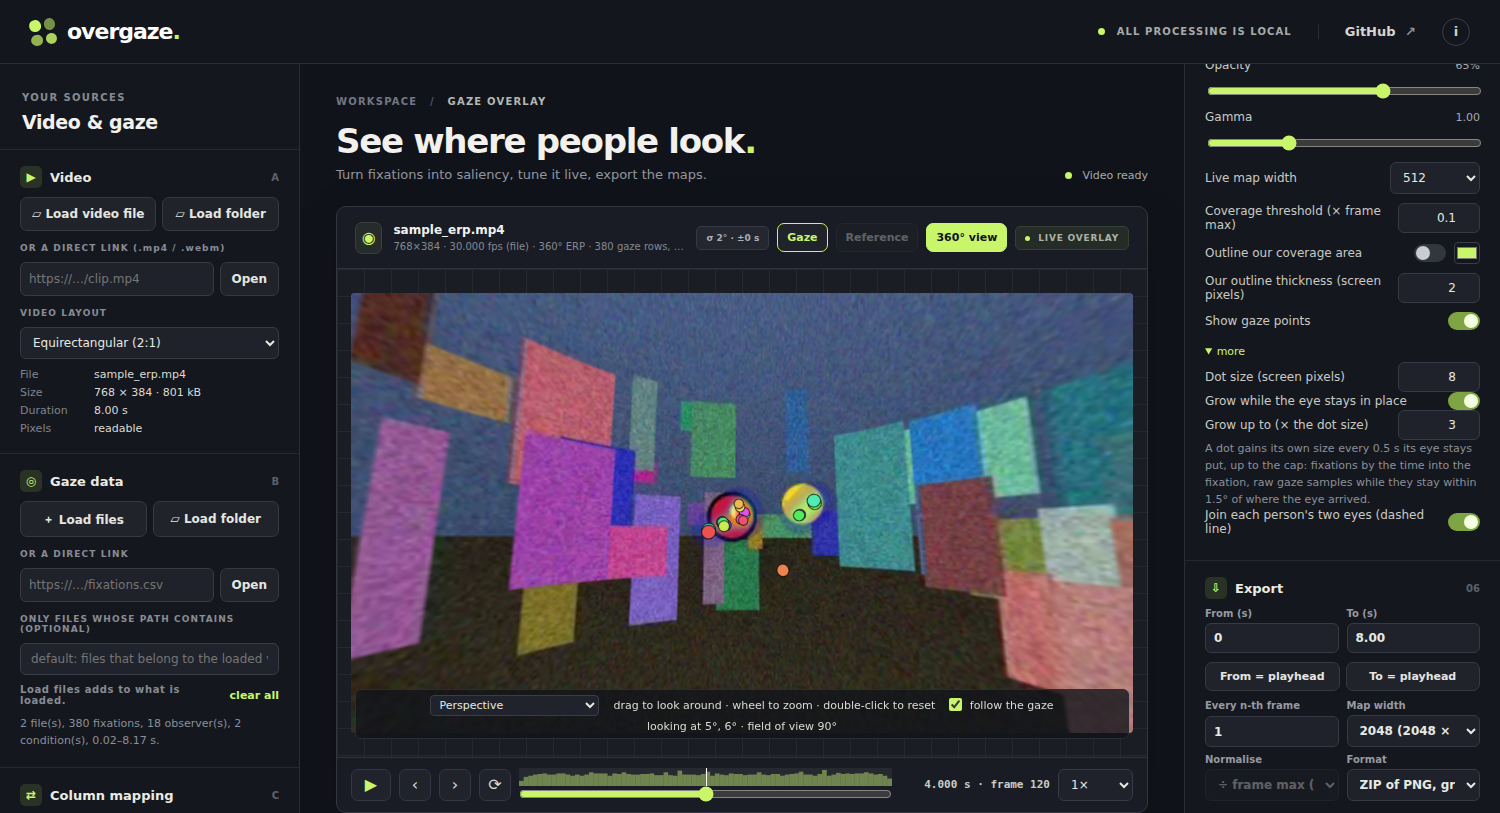 overgaze.
ALL PROCESSING IS LOCAL
GitHub ↗
i
YOUR SOURCES
Video & gaze
Video
A
Load video file
Load folder
OR A DIRECT LINK (.mp4 / .webm)
https://…/clip.mp4
Open
VIDEO LAYOUT
Equirectangular (2:1)
File sample_erp.mp4
Size 768 × 384 · 801 kB
Duration 8.00 s
Pixels readable
Gaze data
B
+ Load files
Load folder
OR A DIRECT LINK
https://…/fixations.csv
Open
ONLY FILES WHOSE PATH CONTAINS
(OPTIONAL)
default: files that belong to the loaded
Load files adds to what is
loaded.
clear all
2 file(s), 380 fixations, 18 observer(s), 2
condition(s), 0.02–8.17 s.
Column mapping
C
WORKSPACE / GAZE OVERLAY
See where people look.
Turn fixations into saliency, tune it live, export the maps.
Video ready
sample_erp.mp4
768×384 · 30.000 fps (file) · 360° ERP · 380 gaze rows, …
σ 2° · ±0 s
Gaze
Reference
360° view
LIVE OVERLAY
Perspective
drag to look around · wheel to zoom · double-click to reset
follow the gaze
looking at 5°, 6° · field of view 90°
4.000 s · frame 120
1×
Opacity
65%
Gamma
1.00
Live map width
512
Coverage threshold (× frame
max)
0.1
Outline our coverage area
Our outline thickness (screen
pixels)
2
Show gaze points
▼ more
Dot size (screen pixels)
8
Grow while the eye stays in place
Grow up to (× the dot size)
3
A dot gains its own size every 0.5 s its eye stays
put, up to the cap: fixations by the time into the
fixation, raw gaze samples while they stay within
1.5° of where the eye arrived.
Join each person's two eyes (dashed
line)
Export
06
From (s)
To (s)
0
8.00
From = playhead
To = playhead
Every n-th frame
Map width
1
2048 (2048 ×
Normalise
Format
÷ frame max (
ZIP of PNG, gr